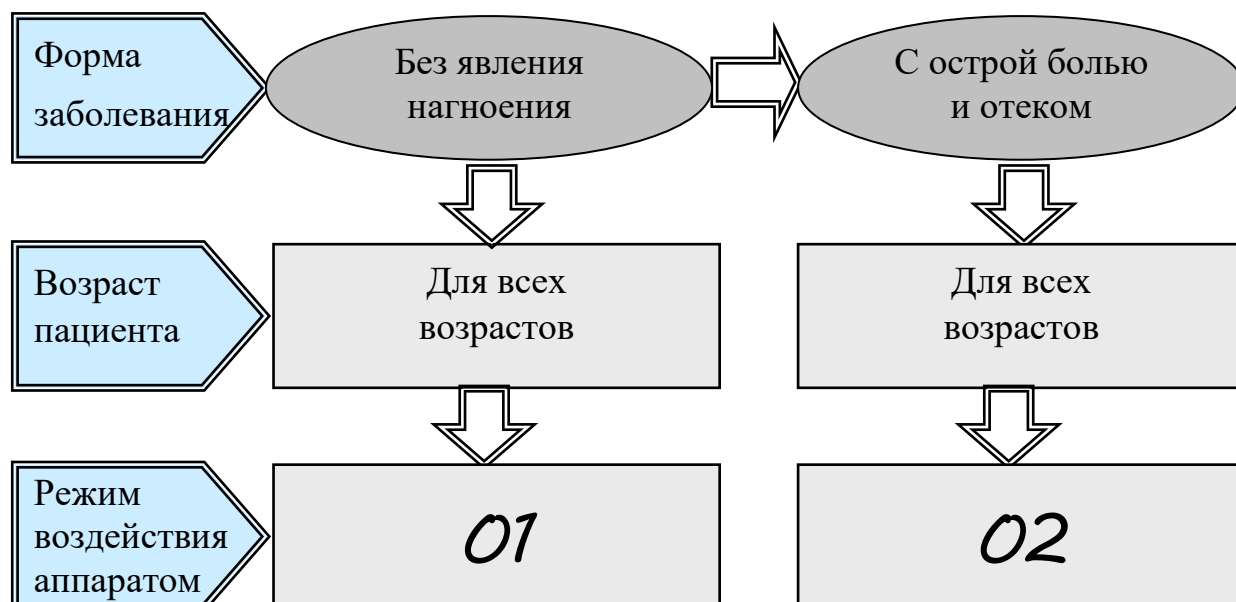 Форма
заболевания
Без явления
нагноения
С острой болью
и отеком
Возраст
пациента
Для всех
возрастов
Для всех
возрастов
Режим
воздействия
аппаратом
01
02